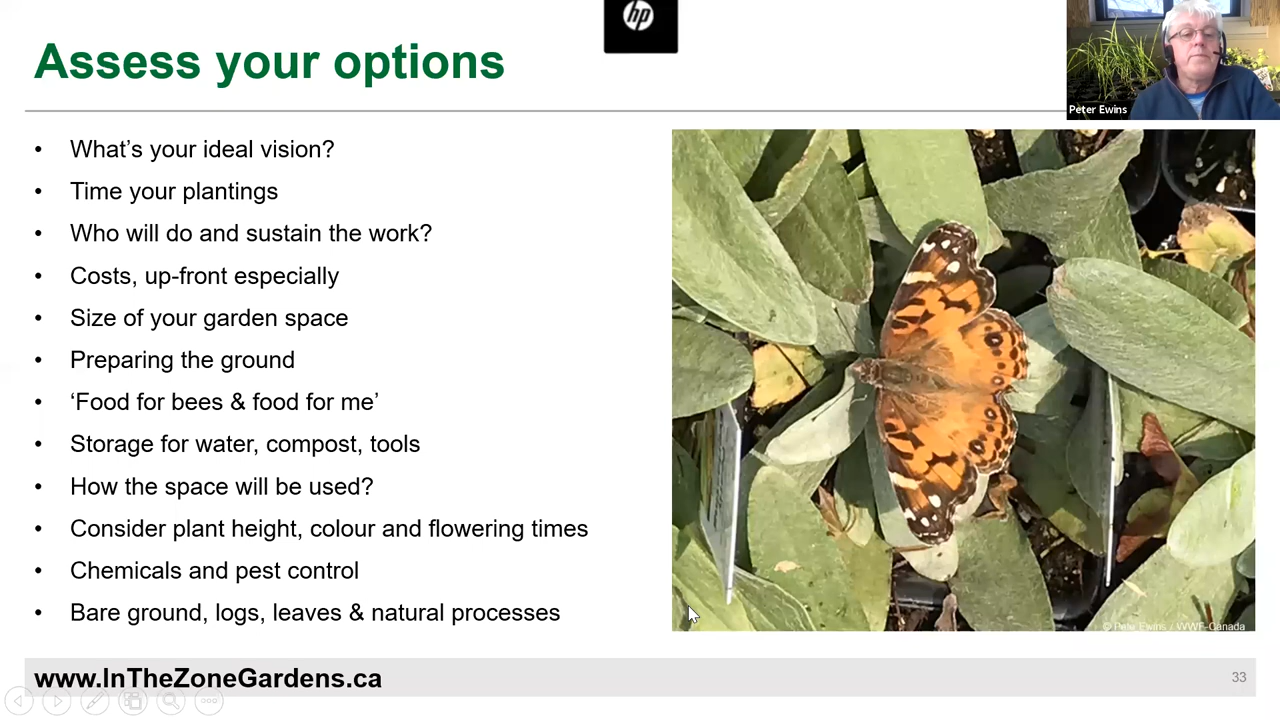 hp
Assess your options
Peter Ewins
• What’s your ideal vision?
• Time your plantings
• Who will do and sustain the work?
• Costs, up-front especially
• Size of your garden space
• Preparing the ground
• ‘Food for bees & food for me’
• Storage for water, compost, tools
• How the space will be used?
• Consider plant height, colour and flowering times
• Chemicals and pest control
• Bare ground, logs, leaves & natural processes
© Pete Ewins / WWF-Canada
www.InTheZoneGardens.ca
33